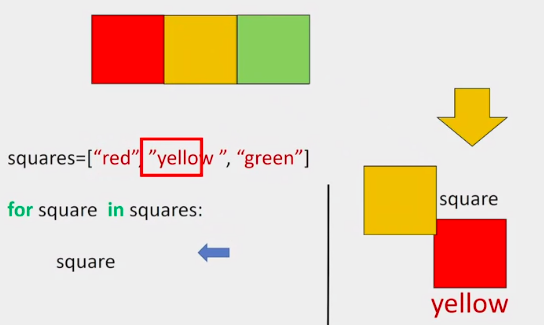 squares=[“red”, ”yellow ”, “green”]
for square in squares:
square
square
yellow